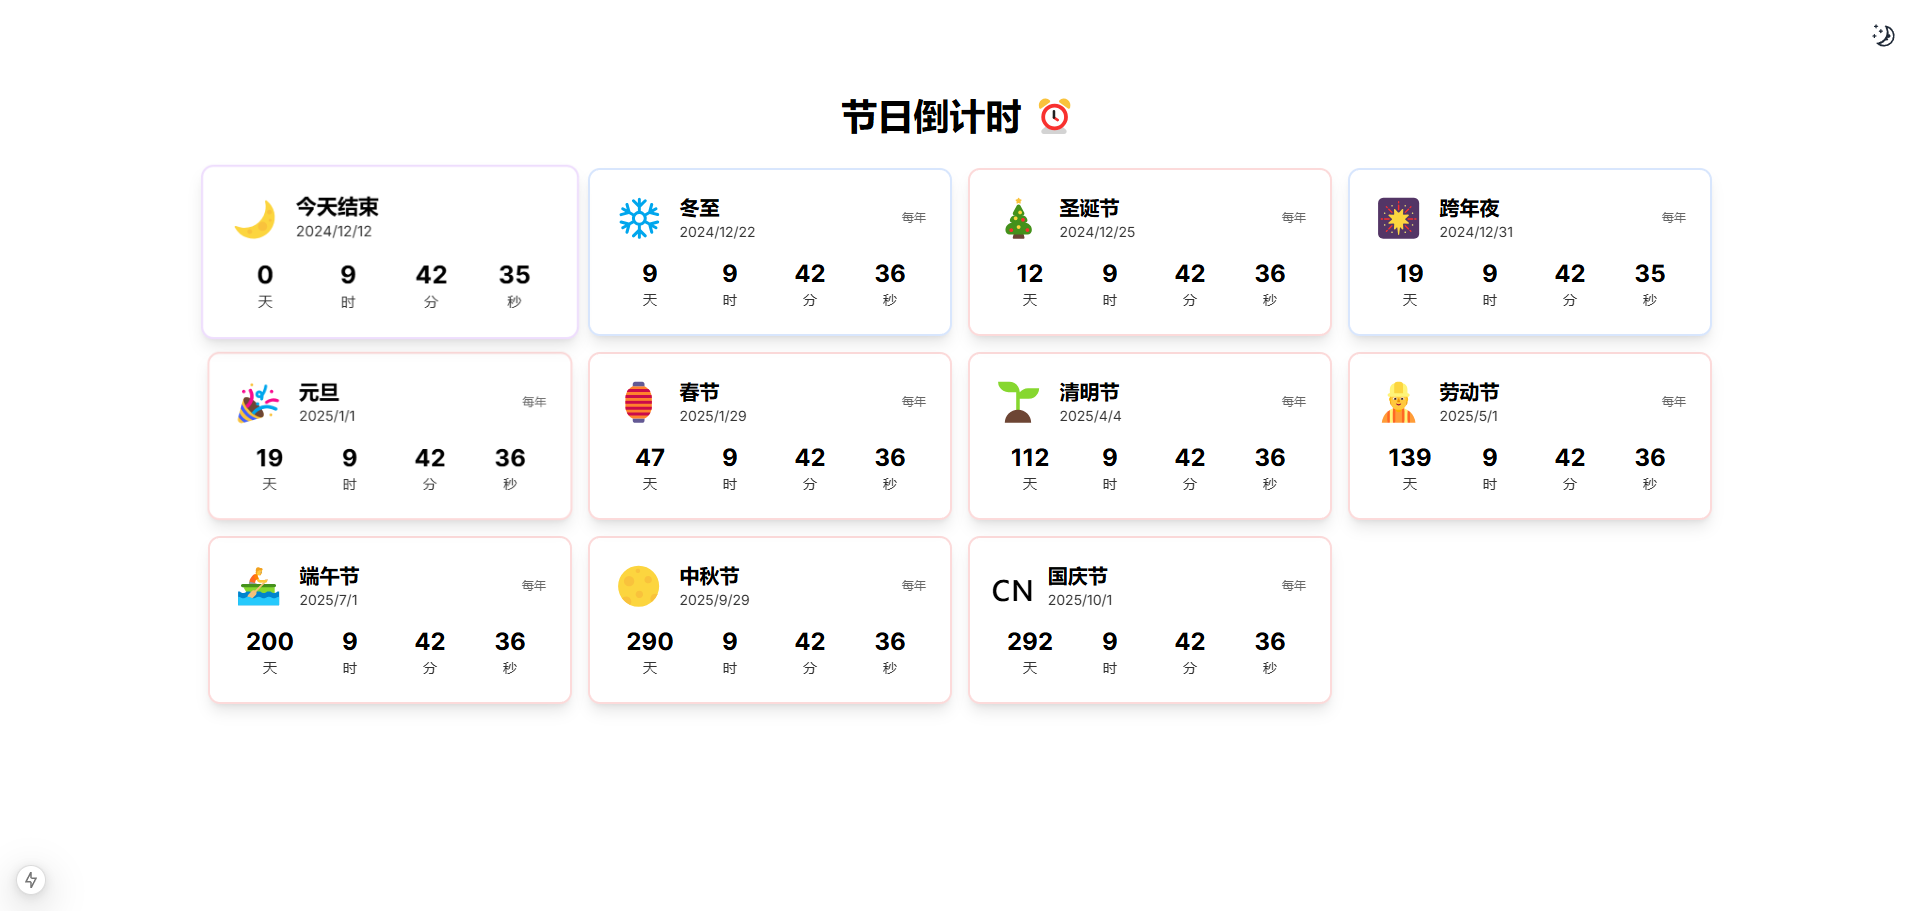 节日倒计时
今天结束
2024/12/12
0 9 42 35
天 时 分 秒
冬至
2024/12/22
每年
9 9 42 36
天 时 分 秒
圣诞节
2024/12/25
每年
12 9 42 36
天 时 分 秒
跨年夜
2024/12/31
每年
19 9 42 35
天 时 分 秒
元旦
2025/1/1
每年
19 9 42 36
天 时 分 秒
春节
2025/1/29
每年
47 9 42 36
天 时 分 秒
清明节
2025/4/4
每年
112 9 42 36
天 时 分 秒
劳动节
2025/5/1
每年
139 9 42 36
天 时 分 秒
端午节
2025/7/1
每年
200 9 42 36
天 时 分 秒
中秋节
2025/9/29
每年
290 9 42 36
天 时 分 秒
CN 国庆节
2025/10/1
每年
292 9 42 36
天 时 分 秒